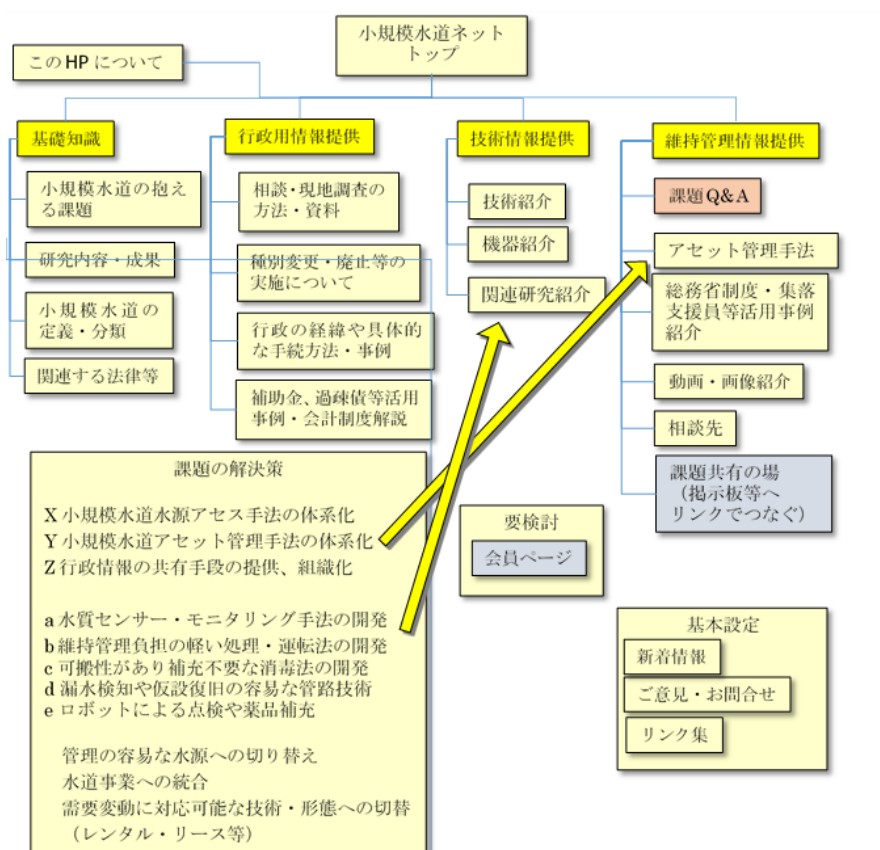 小規模水道ネット
トップ
このHPについて
基礎知識
小規模水道の抱え
る課題
研究内容・成果
小規模水道の
定義・分類
関連する法律等
行政用情報提供
相談・現地調査の
方法・資料
種別変更・廃止等の
実施について
行政の経緯や具体的
な手続方法・事例
補助金、過疎債等活用
事例・会計制度解説
技術情報提供
技術紹介
機器紹介
関連研究紹介
維持管理情報提供
課題Q&A
アセット管理手法
総務省制度・集落
支援員等活用事例
紹介
動画・画像紹介
相談先
課題共有の場
（掲示板等へ
リンクでつなぐ）
課題の解決策
X小規模水道水源アセス手法の体系化
Y小規模水道アセット管理手法の体系化
Z行政情報の共有手段の提供、組織化
a水質センサー・モニタリング手法の開発
b維持管理負担の軽い処理・運転法の開発
c可搬性があり補充不要な消毒法の開発
d漏水検知や仮設復旧の容易な管路技術
eロボットによる点検や薬品補充
管理の容易な水源への切り替え
水道事業への統合
需要変動に対応可能な技術・形態への切替
（レンタル・リース等）
要検討
会員ページ
基本設定
新着情報
ご意見・お問合せ
リンク集